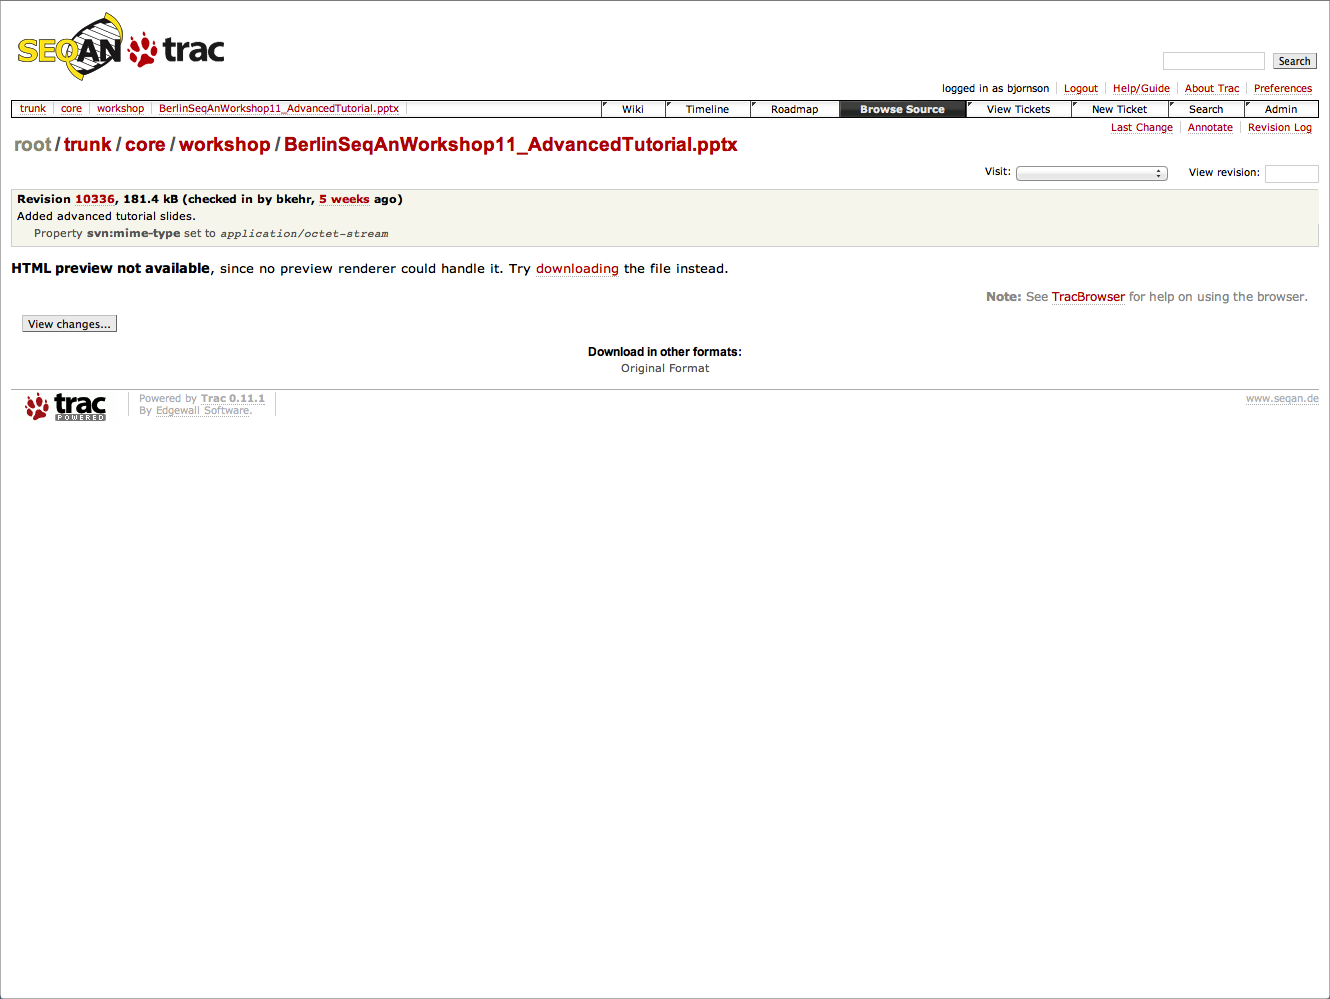 SEQAN trac
Search
logged in as bjornson Logout Help/Guide About Trac Preferences
trunk core workshop BerlinSeqAnWorkshop11_AdvancedTutorial.pptx Wiki Timeline Roadmap Browse Source View Tickets New Ticket Search Admin
Last Change Annotate Revision Log
root / trunk / core / workshop / BerlinSeqAnWorkshop11_AdvancedTutorial.pptx
Visit: View revision:
Revision 10336, 181.4 kB (checked in by bkehr, 5 weeks ago)
Added advanced tutorial slides.
Property svn:mime-type set to application/octet-stream
HTML preview not available, since no preview renderer could handle it. Try downloading the file instead.
Note: See TracBrowser for help on using the browser.
View changes...
Download in other formats:
Original Format
trac POWERED
Powered by Trac 0.11.1
By Edgewall Software.
www.seqan.de